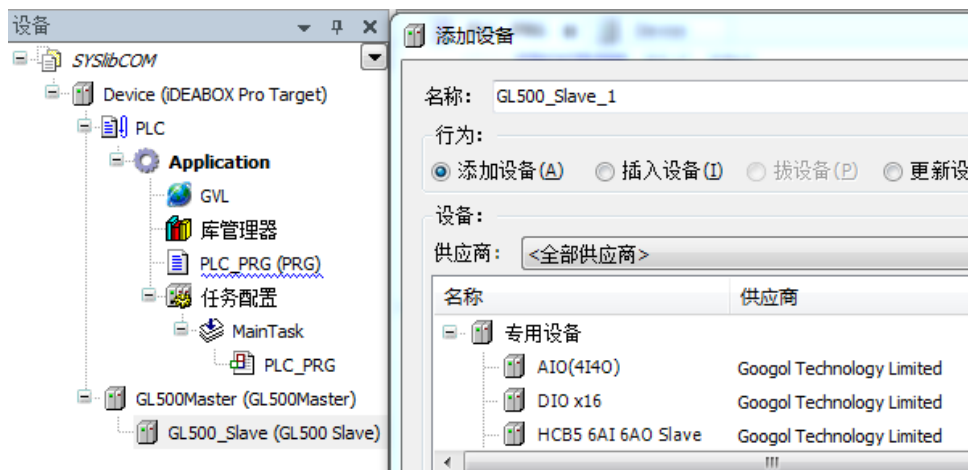 设备
SYSlibCOM
Device (iDEABOX Pro Target)
PLC
Application
GVL
库管理器
PLC_PRG (PRG)
任务配置
MainTask
PLC_PRG
GL500Master (GL500Master)
GL500_Slave (GL500 Slave)
添加设备
名称: GL500_Slave_1
行为:
添加设备(A) 插入设备(I) 拔设备(P) 更新设
设备:
供应商: <全部供应商>
名称 供应商
专用设备
AIO(4I4O) Googol Technology Limited
DIO x16 Googol Technology Limited
HCB5 6AI 6AO Slave Googol Technology Limited